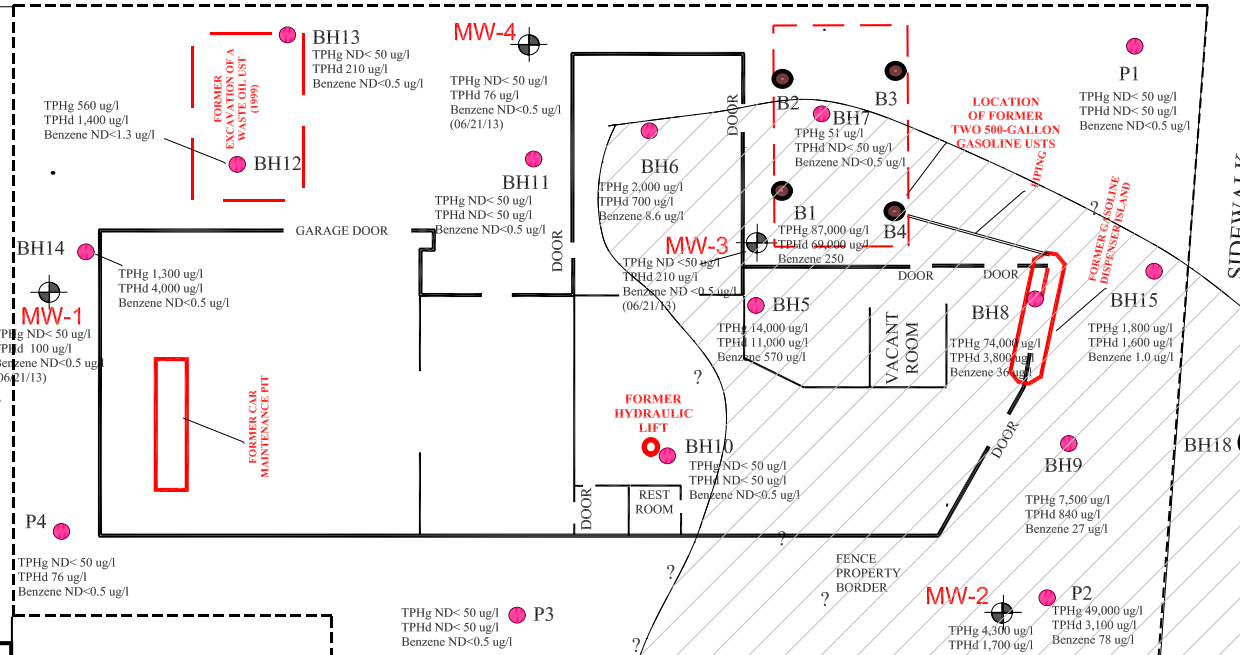 BH13
TPHg ND< 50 ug/l
TPHd 210 ug/l
Benzene ND<0.5 ug/l
FORMER
EXCAVATION OF A
WASTE OIL UST
(1999)
TPHg 560 ug/l
TPHd 1,400 ug/l
Benzene ND<1.3 ug/l
BH12
MW-4
TPHg ND< 50 ug/l
TPHd 76 ug/l
Benzene ND<0.5 ug/l
(06/21/13)
BH11
TPHg ND< 50 ug/l
TPHd ND< 50 ug/l
Benzene ND<0.5 ug/l
DOOR
B2
B3
BH7
TPHg 51 ug/l
TPHd ND< 50 ug/l
Benzene ND<0.5 ug/l
LOCATION
OF FORMER
TWO 500-GALLON
GASOLINE USTS
PIPING
P1
TPHg ND< 50 ug/l
TPHd ND< 50 ug/l
Benzene ND<0.5 ug/l
SIDEWALK
BH6
TPHg 2,000 ug/l
TPHd 700 ug/l
Benzene 8.6 ug/l
B1
TPHg 87,000 ug/l
TPHd 69,000 ug/l
Benzene 250
B4
?
FORMER GASOLINE
DISPENSER ISLAND
GARAGE DOOR
DOOR
MW-3
TPHg ND <50 ug/l
TPHd 210 ug/l
Benzene ND <0.5 ug/l
(06/21/13)
DOOR
DOOR
BH14
TPHg 1,300 ug/l
TPHd 4,000 ug/l
Benzene ND<0.5 ug/l
MW-1
TPHg ND< 50 ug/l
TPHd 100 ug/l
Benzene ND<0.5 ug/l
(06/21/13)
BH5
TPHg 14,000 ug/l
TPHd 11,000 ug/l
Benzene 570 ug/l
VACANT
ROOM
BH8
TPHg 74,000 ug/l
TPHd 3,800 ug/l
Benzene 36 ug/l
BH15
TPHg 1,800 ug/l
TPHd 1,600 ug/l
Benzene 1.0 ug/l
?
FORMER CAR
MAINTENANCE PIT
FORMER
HYDRAULIC
LIFT
BH10
TPHg ND< 50 ug/l
TPHd ND< 50 ug/l
Benzene ND<0.5 ug/l
DOOR
BH18
BH9
TPHg 7,500 ug/l
TPHd 840 ug/l
Benzene 27 ug/l
DOOR
REST
ROOM
P4
TPHg ND< 50 ug/l
TPHd 76 ug/l
Benzene ND<0.5 ug/l
?
?
FENCE
PROPERTY
BORDER
?
TPHg ND< 50 ug/l
TPHd ND< 50 ug/l
Benzene ND<0.5 ug/l
P3
?
MW-2
TPHg 4,300 ug/l
TPHd 1,700 ug/l
P2
TPHg 49,000 ug/l
TPHd 3,100 ug/l
Benzene 78 ug/l